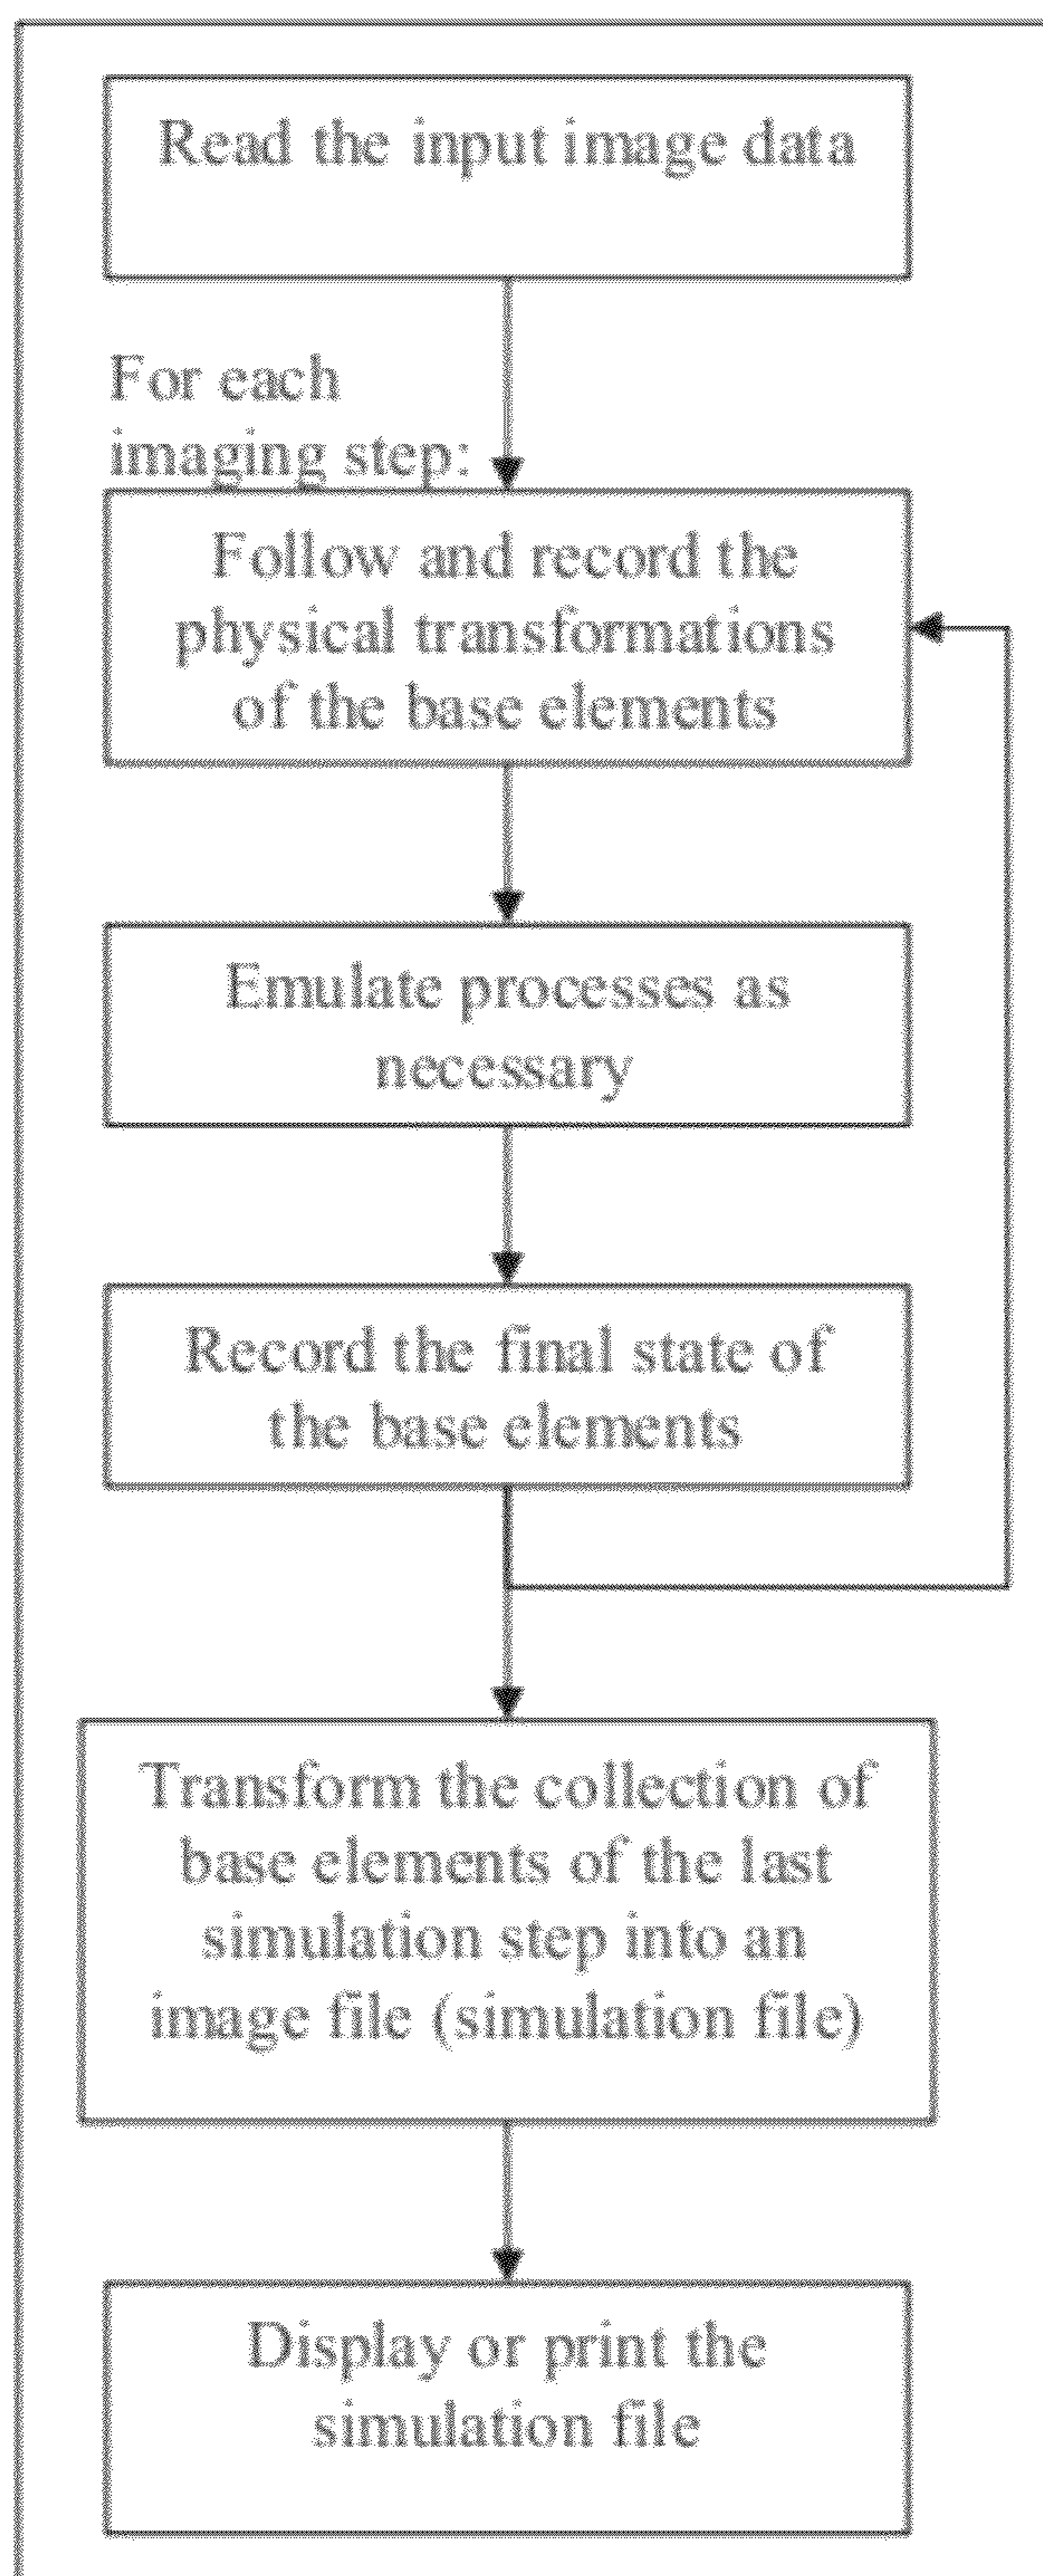 Read the input image data
For each
imaging step:
Follow and record the
physical transformations
of the base elements
Emulate processes as
necessary
Record the final state of
the base elements
Transform the collection of
base elements of the last
simulation step into an
image file (simulation file)
Display or print the
simulation file